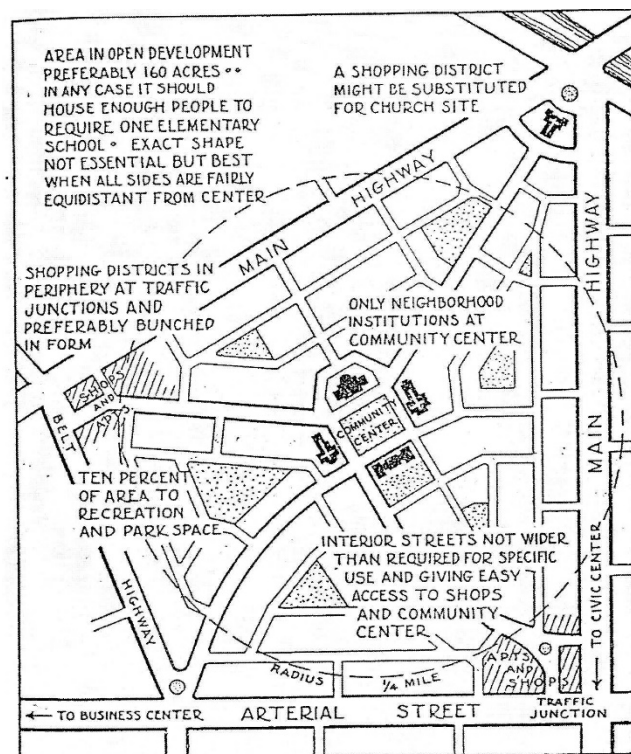 AREA IN OPEN DEVELOPMENT
PREFERABLY 160 ACRES • •
IN ANY CASE IT SHOULD
HOUSE ENOUGH PEOPLE TO
REQUIRE ONE ELEMENTARY
SCHOOL • EXACT SHAPE
NOT ESSENTIAL BUT BEST
WHEN ALL SIDES ARE FAIRLY
EQUIDISTANT FROM CENTER
A SHOPPING DISTRICT
MIGHT BE SUBSTITUTED
FOR CHURCH SITE
MAIN HIGHWAY
HIGHWAY
MAIN
SHOPPING DISTRICTS IN
PERIPHERY AT TRAFFIC
JUNCTIONS AND
PREFERABLY BUNCHED
IN FORM
ONLY NEIGHBORHOOD
INSTITUTIONS AT
COMMUNITY CENTER
SHOPS
AND
APTS
COMMUNITY
CENTER
BELT
HIGHWAY
TEN PERCENT
OF AREA TO
RECREATION
AND PARK SPACE
INTERIOR STREETS NOT WIDER
THAN REQUIRED FOR SPECIFIC
USE AND GIVING EASY
ACCESS TO SHOPS
AND COMMUNITY
CENTER
TO CIVIC CENTER →
RADIUS 1/4 MILE
APTS
AND
SHOPS
TRAFFIC
JUNCTION
← TO BUSINESS CENTER
ARTERIAL STREET